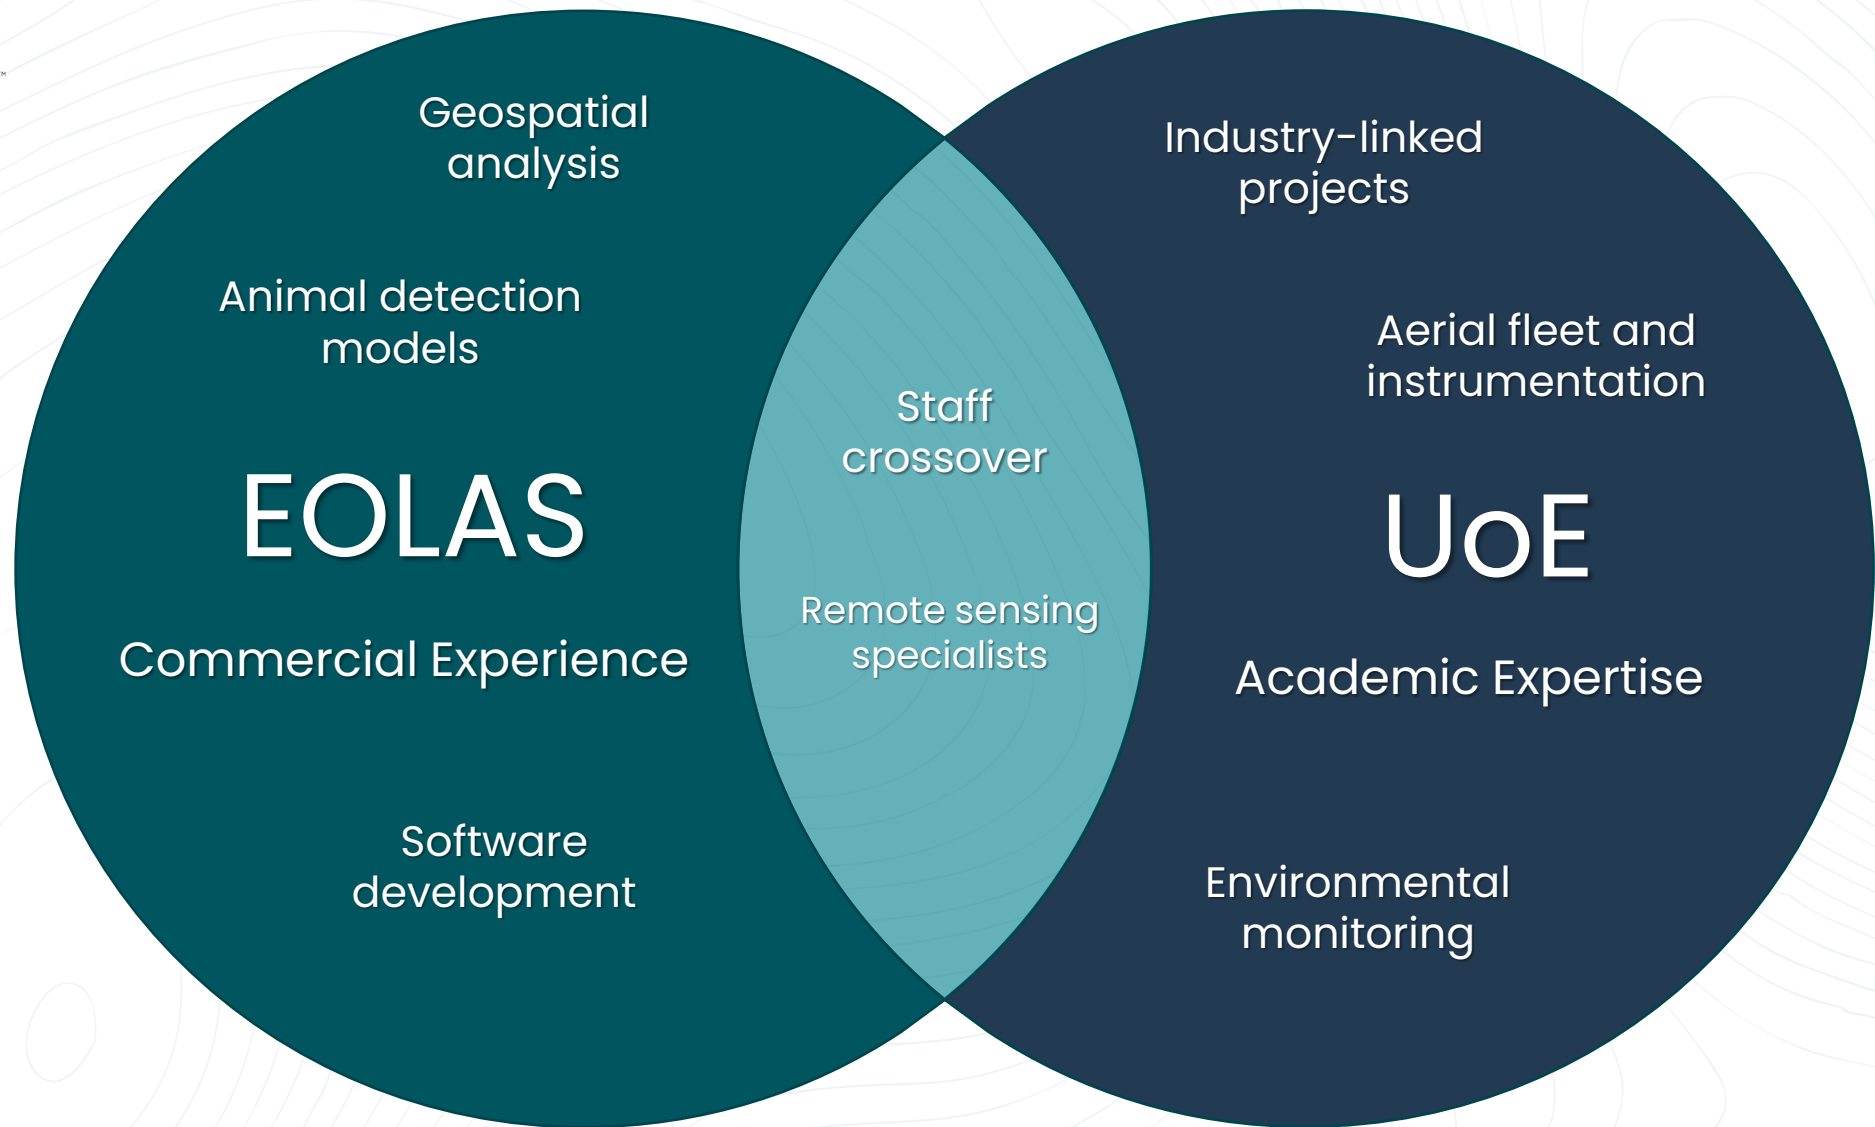 ™
Geospatial
analysis
Animal detection
models
EOLAS
Commercial Experience
Software
development
Staff
crossover
Remote sensing
specialists
Industry-linked
projects
Aerial fleet and
instrumentation
UoE
Academic Expertise
Environmental
monitoring